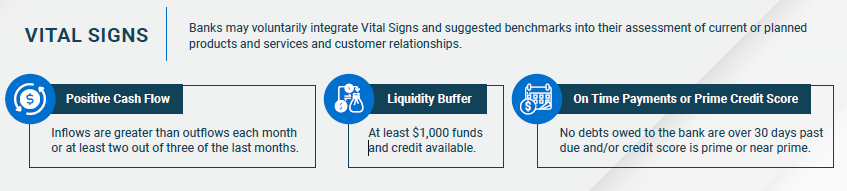 VITAL SIGNS
Banks may voluntarily integrate Vital Signs and suggested benchmarks into their assessment of current or planned
products and services and customer relationships.
Positive Cash Flow
Inflows are greater than outflows each month
or at least two out of three of the last months.
Liquidity Buffer
At least $1,000 funds
and credit available.
On Time Payments or Prime Credit Score
No debts owed to the bank are over 30 days past
due and/or credit score is prime or near prime.